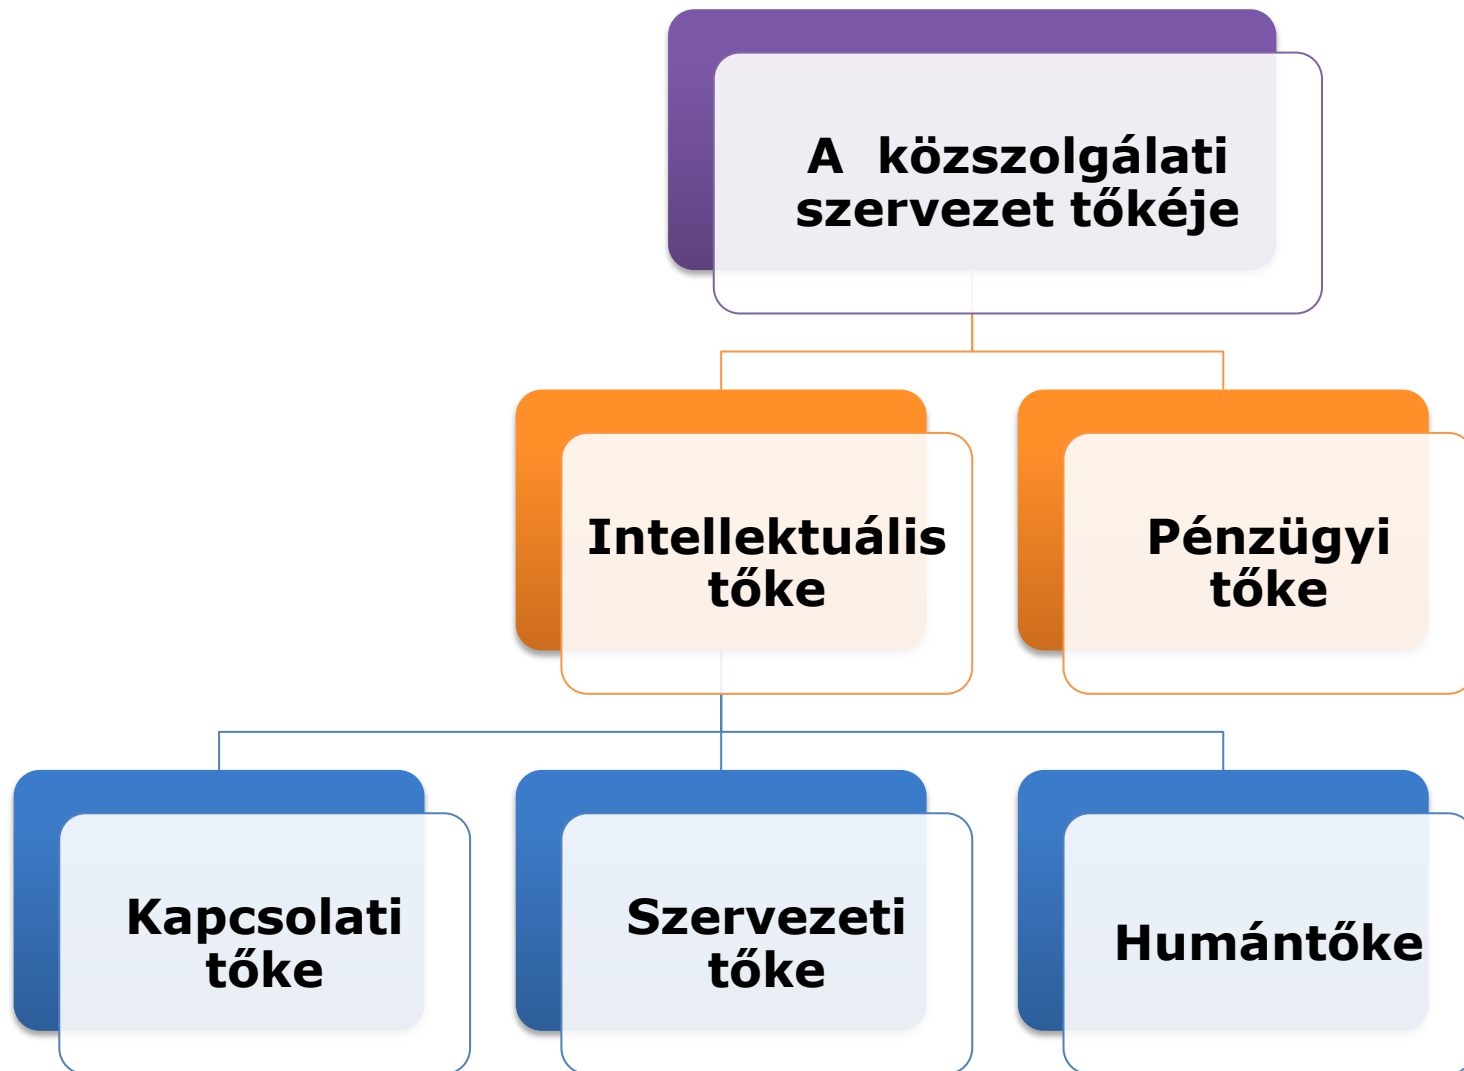 A  közszolgálati
szervezet tőkéje
Intellektuális
tőke
Pénzügyi
tőke
Kapcsolati
tőke
Szervezeti
tőke
Humántőke